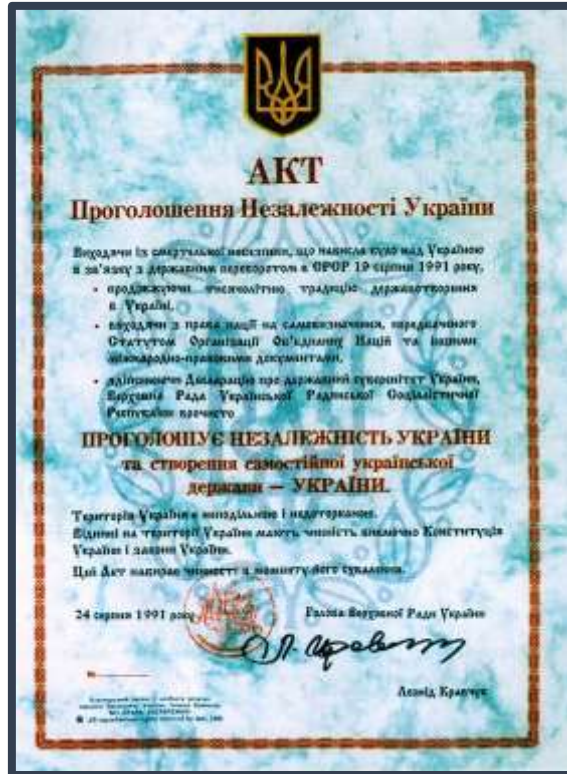 АКТ
Проголошення Незалежності України
Виходячи із смертельної небезпеки, що нависла була над Україною
в зв'язку з державним переворотом в СРСР 19 серпня 1991 року,
• продовжуючи тисячолітню традицію державотворення
в Україні,
• виходячи з права нації на самовизначення, передбаченого
Статутом Організації Об'єднаних Націй та іншими
міжнародно-правовими документами,
• здійснюючи Декларацію про державний суверенітет України,
Верховна Рада Української Радянської Соціалістичної
Республіки урочисто
ПРОГОЛОШУЄ НЕЗАЛЕЖНІСТЬ УКРАЇНИ
та створення самостійної української
держави — УКРАЇНИ.
Територія України є неподільною і недоторканою.
Віднині на території України мають чинність виключно Конституція
України і закони України.
Цей Акт набирає чинності з моменту його схвалення.
24 серпня 1991 року
Голова Верховної Ради України
Леонід Кравчук